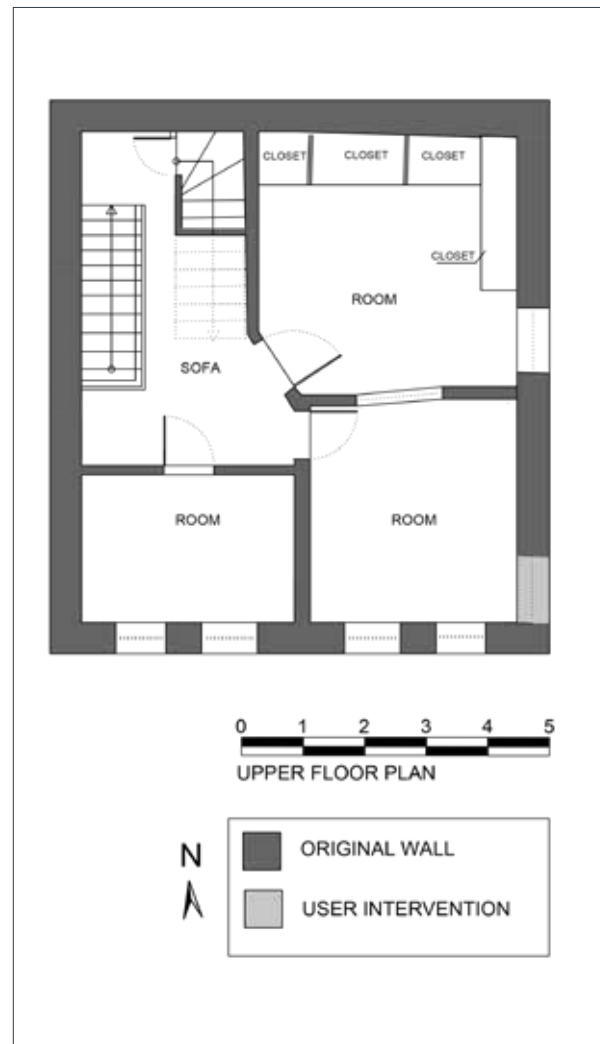 CLOSET CLOSET CLOSET
CLOSET
ROOM
SOFA
ROOM ROOM
0 1 2 3 4 5
UPPER FLOOR PLAN
N
ORIGINAL WALL
USER INTERVENTION